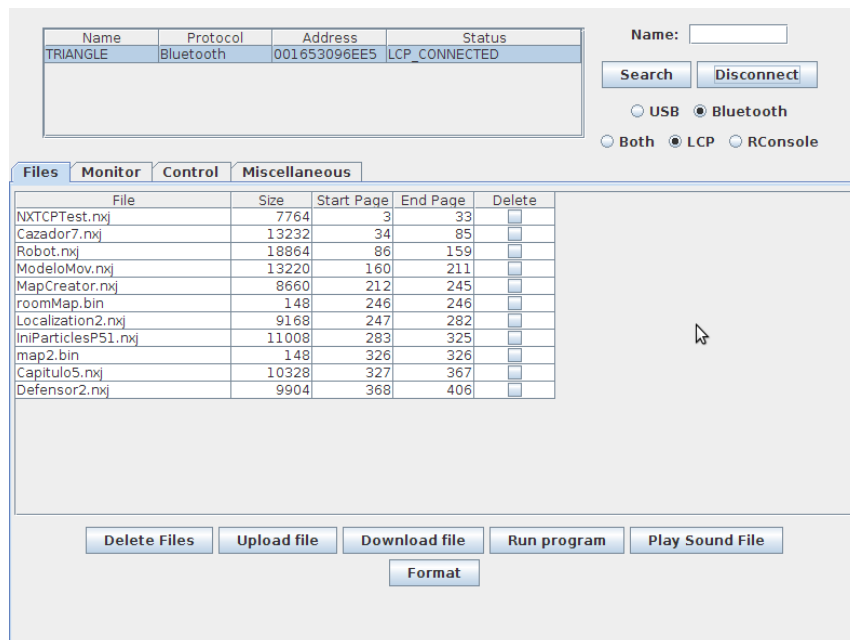 Name Protocol Address Status
TRIANGLE Bluetooth 001653096EE5 LCP_CONNECTED
Name:
Search Disconnect
USB Bluetooth
Both LCP RConsole
Files Monitor Control Miscellaneous
File Size Start Page End Page Delete
NXTCPTest.nxj 7764 3 33
Cazador7.nxj 13232 34 85
Robot.nxj 18864 86 159
ModeloMov.nxj 13220 160 211
MapCreator.nxj 8660 212 245
roomMap.bin 148 246 246
Localization2.nxj 9168 247 282
IniParticlesP51.nxj 11008 283 325
map2.bin 148 326 326
Capitulo5.nxj 10328 327 367
Defensor2.nxj 9904 368 406
Delete Files Upload file Download file Run program Play Sound File
Format